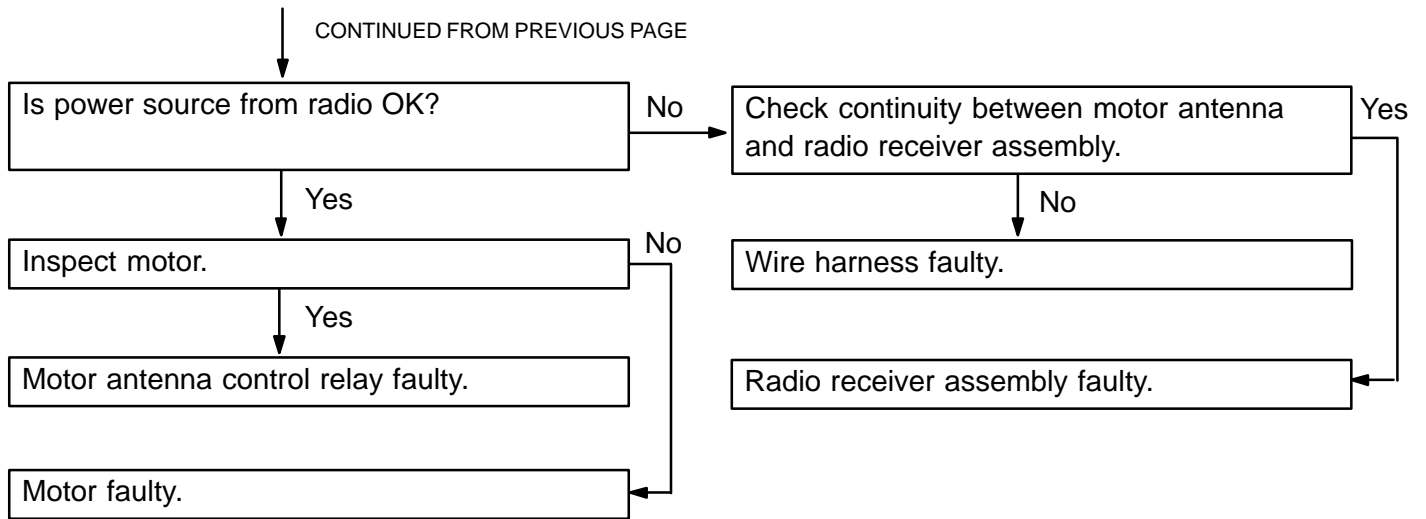 CONTINUED FROM PREVIOUS PAGE
Is power source from radio OK?
No
Check continuity between motor antenna
and radio receiver assembly.
Yes
Yes
No
Inspect motor.
No
Wire harness faulty.
Yes
Motor antenna control relay faulty.
Radio receiver assembly faulty.
Motor faulty.